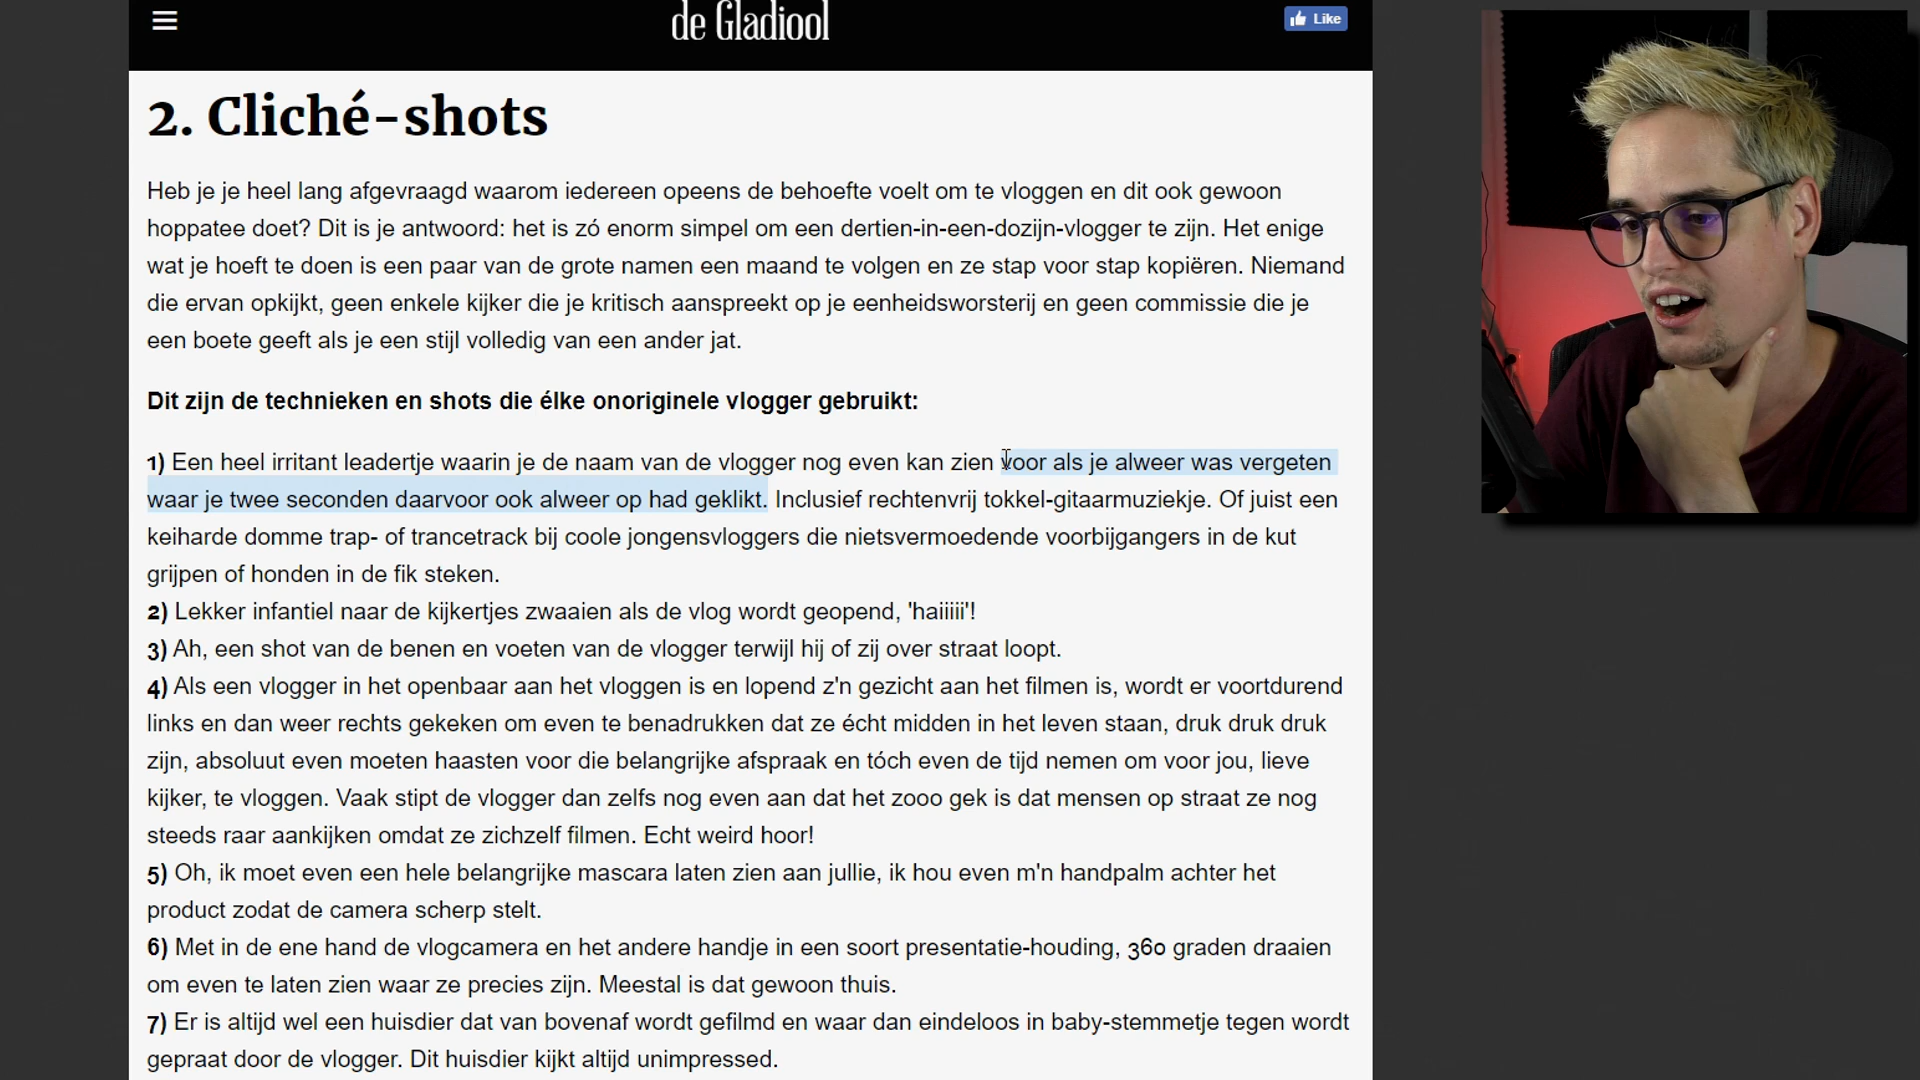 de Gladiool
Like
2. Cliché-shots
Heb je je heel lang afgevraagd waarom iedereen opeens de behoefte voelt om te vloggen en dit ook gewoon
hoppatee doet? Dit is je antwoord: het is zó enorm simpel om een dertien-in-een-dozijn-vlogger te zijn. Het enige
wat je hoeft te doen is een paar van de grote namen een maand te volgen en ze stap voor stap kopiëren. Niemand
die ervan opkijkt, geen enkele kijker die je kritisch aanspreekt op je eenheidsworsterij en geen commissie die je
een boete geeft als je een stijl volledig van een ander jat.
Dit zijn de technieken en shots die élke onoriginele vlogger gebruikt:
1) Een heel irritant leadertje waarin je de naam van de vlogger nog even kan zien voor als je alweer was vergeten
waar je twee seconden daarvoor ook alweer op had geklikt. Inclusief rechtenvrij tokkel-gitaarmuziekje. Of juist een
keiharde domme trap- of trancetrack bij coole jongensvloggers die nietsvermoedende voorbijgangers in de kut
grijpen of honden in de fik steken.
2) Lekker infantiel naar de kijkertjes zwaaien als de vlog wordt geopend, 'haiiiii'!
3) Ah, een shot van de benen en voeten van de vlogger terwijl hij of zij over straat loopt.
4) Als een vlogger in het openbaar aan het vloggen is en lopend z'n gezicht aan het filmen is, wordt er voortdurend
links en dan weer rechts gekeken om even te benadrukken dat ze écht midden in het leven staan, druk druk druk
zijn, absoluut even moeten haasten voor die belangrijke afspraak en tóch even de tijd nemen om voor jou, lieve
kijker, te vloggen. Vaak stipt de vlogger dan zelfs nog even aan dat het zooo gek is dat mensen op straat ze nog
steeds raar aankijken omdat ze zichzelf filmen. Echt weird hoor!
5) Oh, ik moet even een hele belangrijke mascara laten zien aan jullie, ik hou even m'n handpalm achter het
product zodat de camera scherp stelt.
6) Met in de ene hand de vlogcamera en het andere handje in een soort presentatie-houding, 360 graden draaien
om even te laten zien waar ze precies zijn. Meestal is dat gewoon thuis.
7) Er is altijd wel een huisdier dat van bovenaf wordt gefilmd en waar dan eindeloos in baby-stemmetje tegen wordt
gepraat door de vlogger. Dit huisdier kijkt altijd unimpressed.